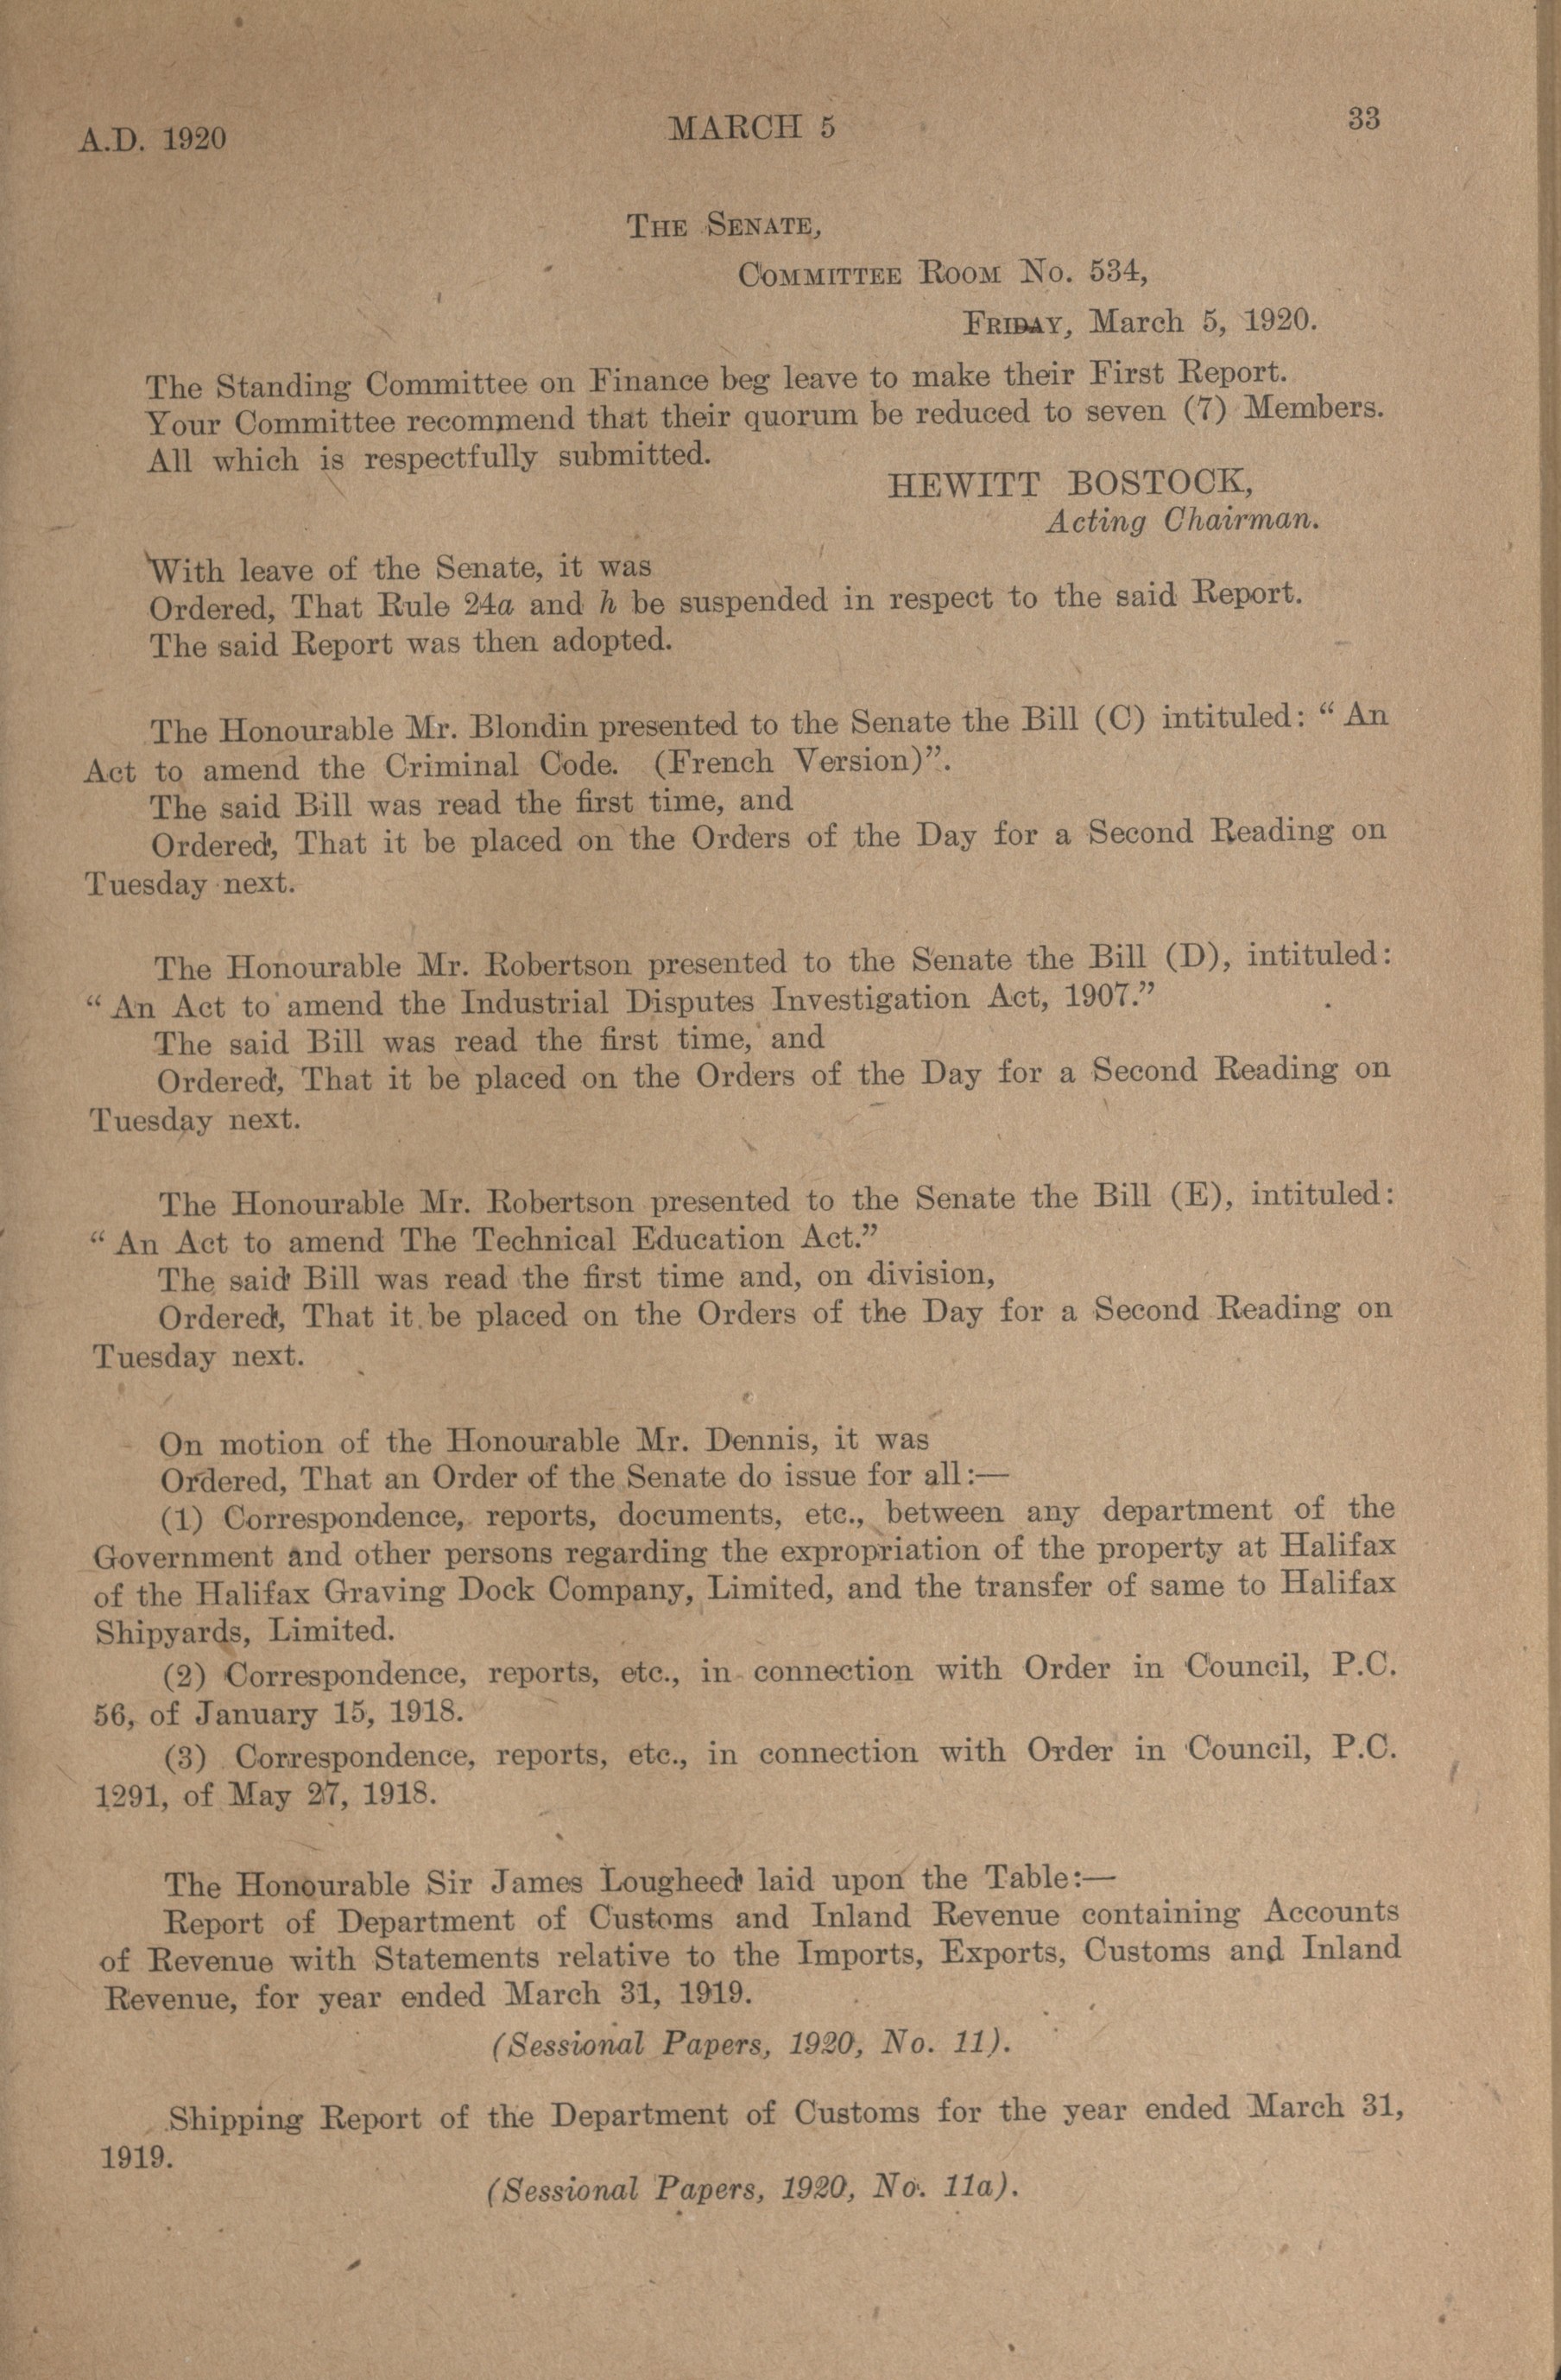 A.D. 1920 MARCH 5 33
THE SENATE,
COMMITTEE ROOM No. 534,
FRIDAY, March 5, 1920.
The Standing Committee on Finance beg leave to make their First Report.
Your Committee recommend that their quorum be reduced to seven (7) Members.
All which is respectfully submitted.
HEWITT BOSTOCK,
Acting Chairman.
With leave of the Senate, it was
Ordered, That Rule 24a and h be suspended in respect to the said Report.
The said Report was then adopted.
The Honourable Mr. Blondin presented to the Senate the Bill (C) intituled: “ An
Act to amend the Criminal Code. (French Version)”.
The said Bill was read the first time, and
Ordered, That it be placed on the Orders of the Day for a Second Reading on
Tuesday next.
The Honourable Mr. Robertson presented to the Senate the Bill (D), intituled:
“ An Act to amend the Industrial Disputes Investigation Act, 1907.”
The said Bill was read the first time, and
Ordered, That it be placed on the Orders of the Day for a Second Reading on
Tuesday next.
The Honourable Mr. Robertson presented to the Senate the Bill (E), intituled:
“ An Act to amend The Technical Education Act.”
The said Bill was read the first time and, on division,
Ordered, That it be placed on the Orders of the Day for a Second Reading on
Tuesday next.
On motion of the Honourable Mr. Dennis, it was
Ordered, That an Order of the Senate do issue for all:—
(1) Correspondence, reports, documents, etc., between any department of the
Government and other persons regarding the expropriation of the property at Halifax
of the Halifax Graving Dock Company, Limited, and the transfer of same to Halifax
Shipyards, Limited.
(2) Correspondence, reports, etc., in connection with Order in Council, P.C.
56, of January 15, 1918.
(3) Correspondence, reports, etc., in connection with Order in Council, P.C.
1291, of May 27, 1918.
The Honourable Sir James Lougheed laid upon the Table:—
Report of Department of Customs and Inland Revenue containing Accounts
of Revenue with Statements relative to the Imports, Exports, Customs and Inland
Revenue, for year ended March 31, 1919.
(Sessional Papers, 1920, No. 11).
Shipping Report of the Department of Customs for the year ended March 31,
1919.
(Sessional Papers, 1920, No. 11a).